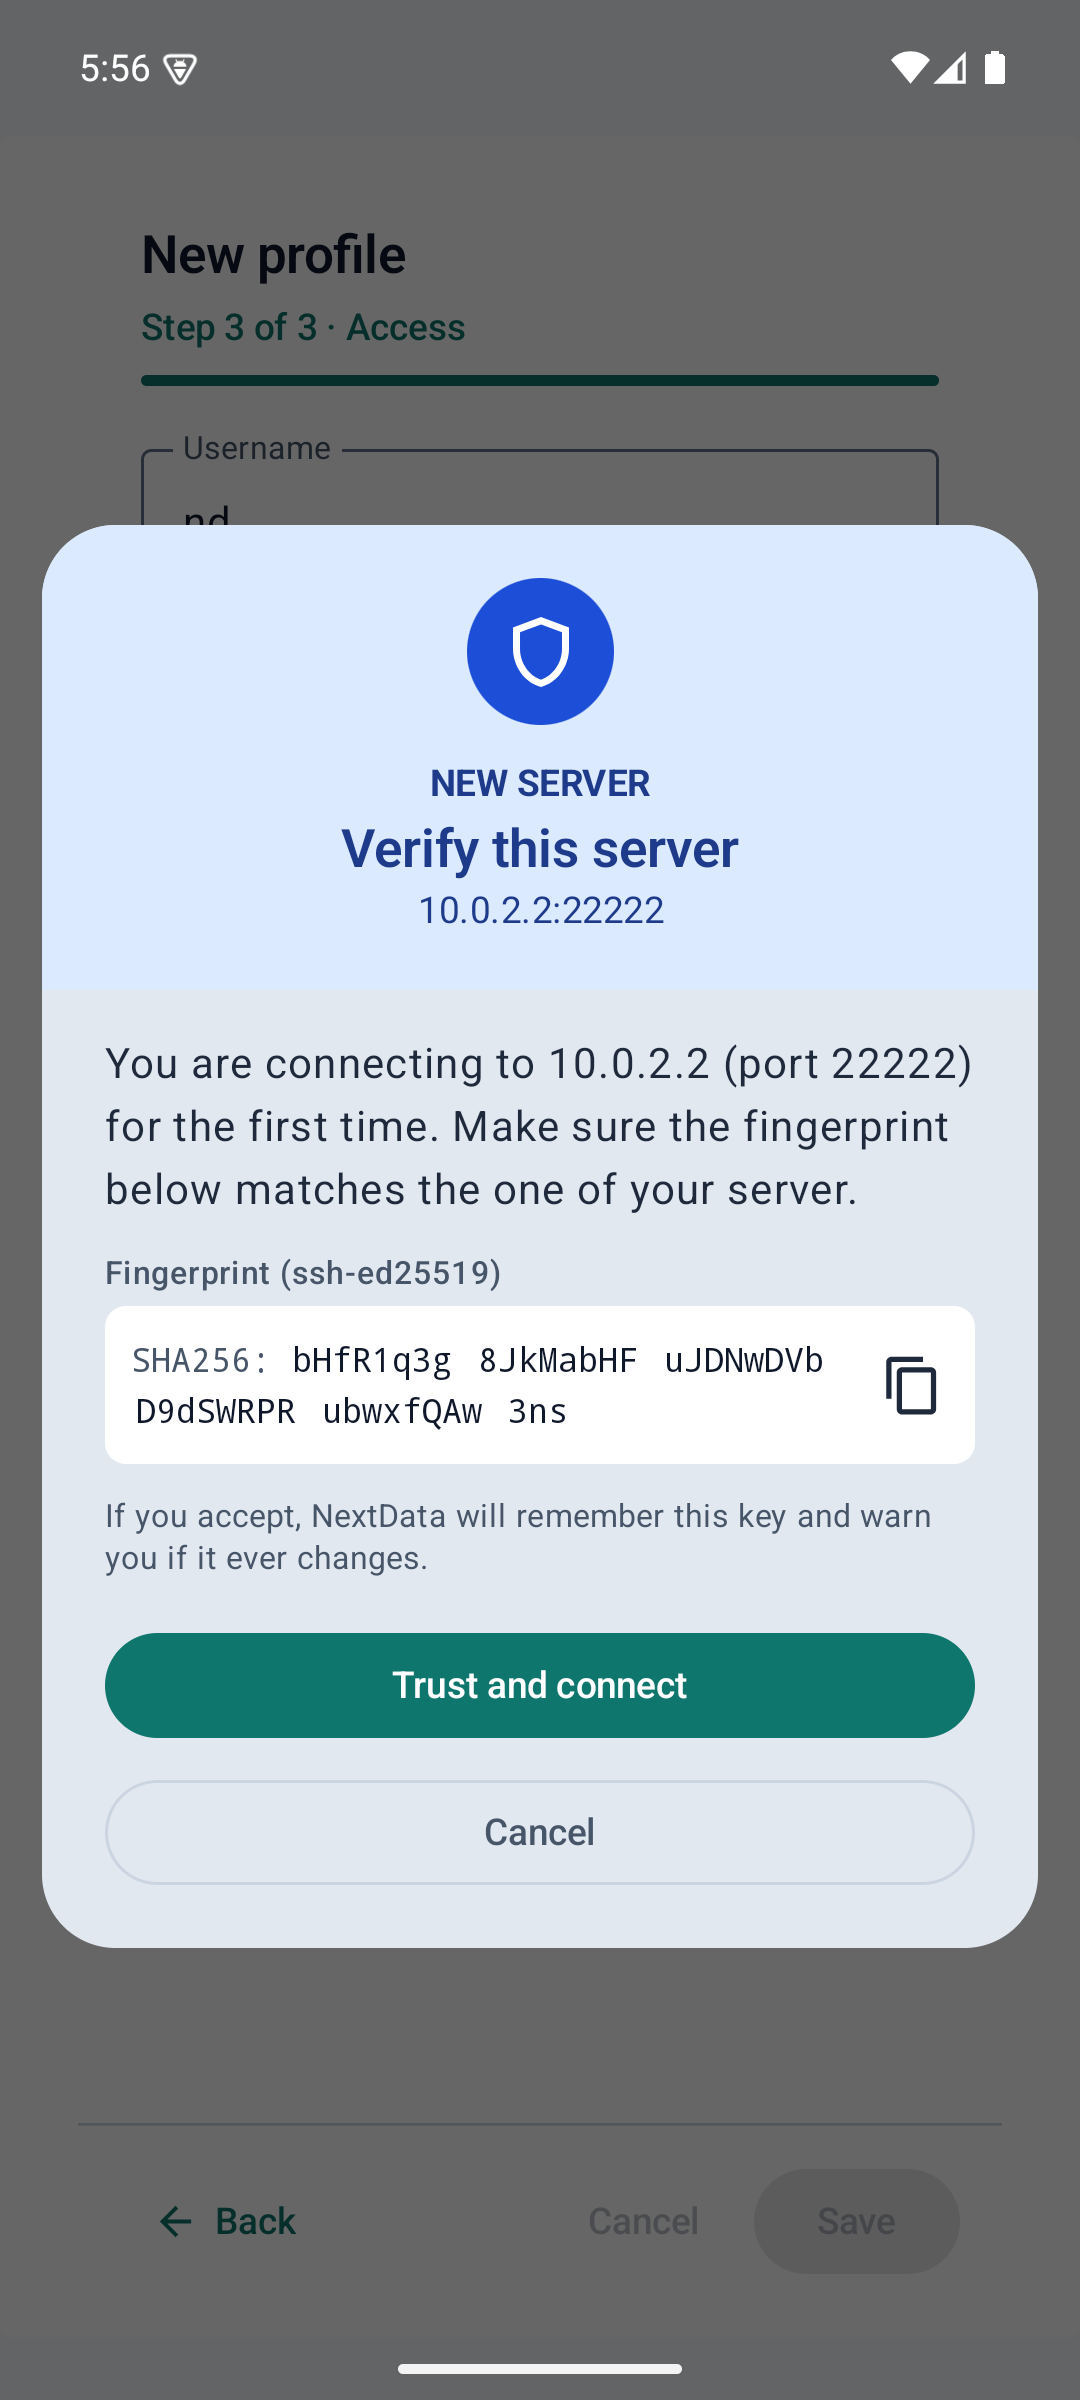 5:56
New profile
Step 3 of 3 · Access
Username
nd
NEW SERVER
Verify this server
10.0.2.2:22222
You are connecting to 10.0.2.2 (port 22222)
for the first time. Make sure the fingerprint
below matches the one of your server.
Fingerprint (ssh-ed25519)
SHA256: bHfR1q3g 8JkMabHF uJDNwDVb
D9dSWRPR ubwxfQAw 3ns
If you accept, NextData will remember this key and warn
you if it ever changes.
Trust and connect
Cancel
Back Cancel Save